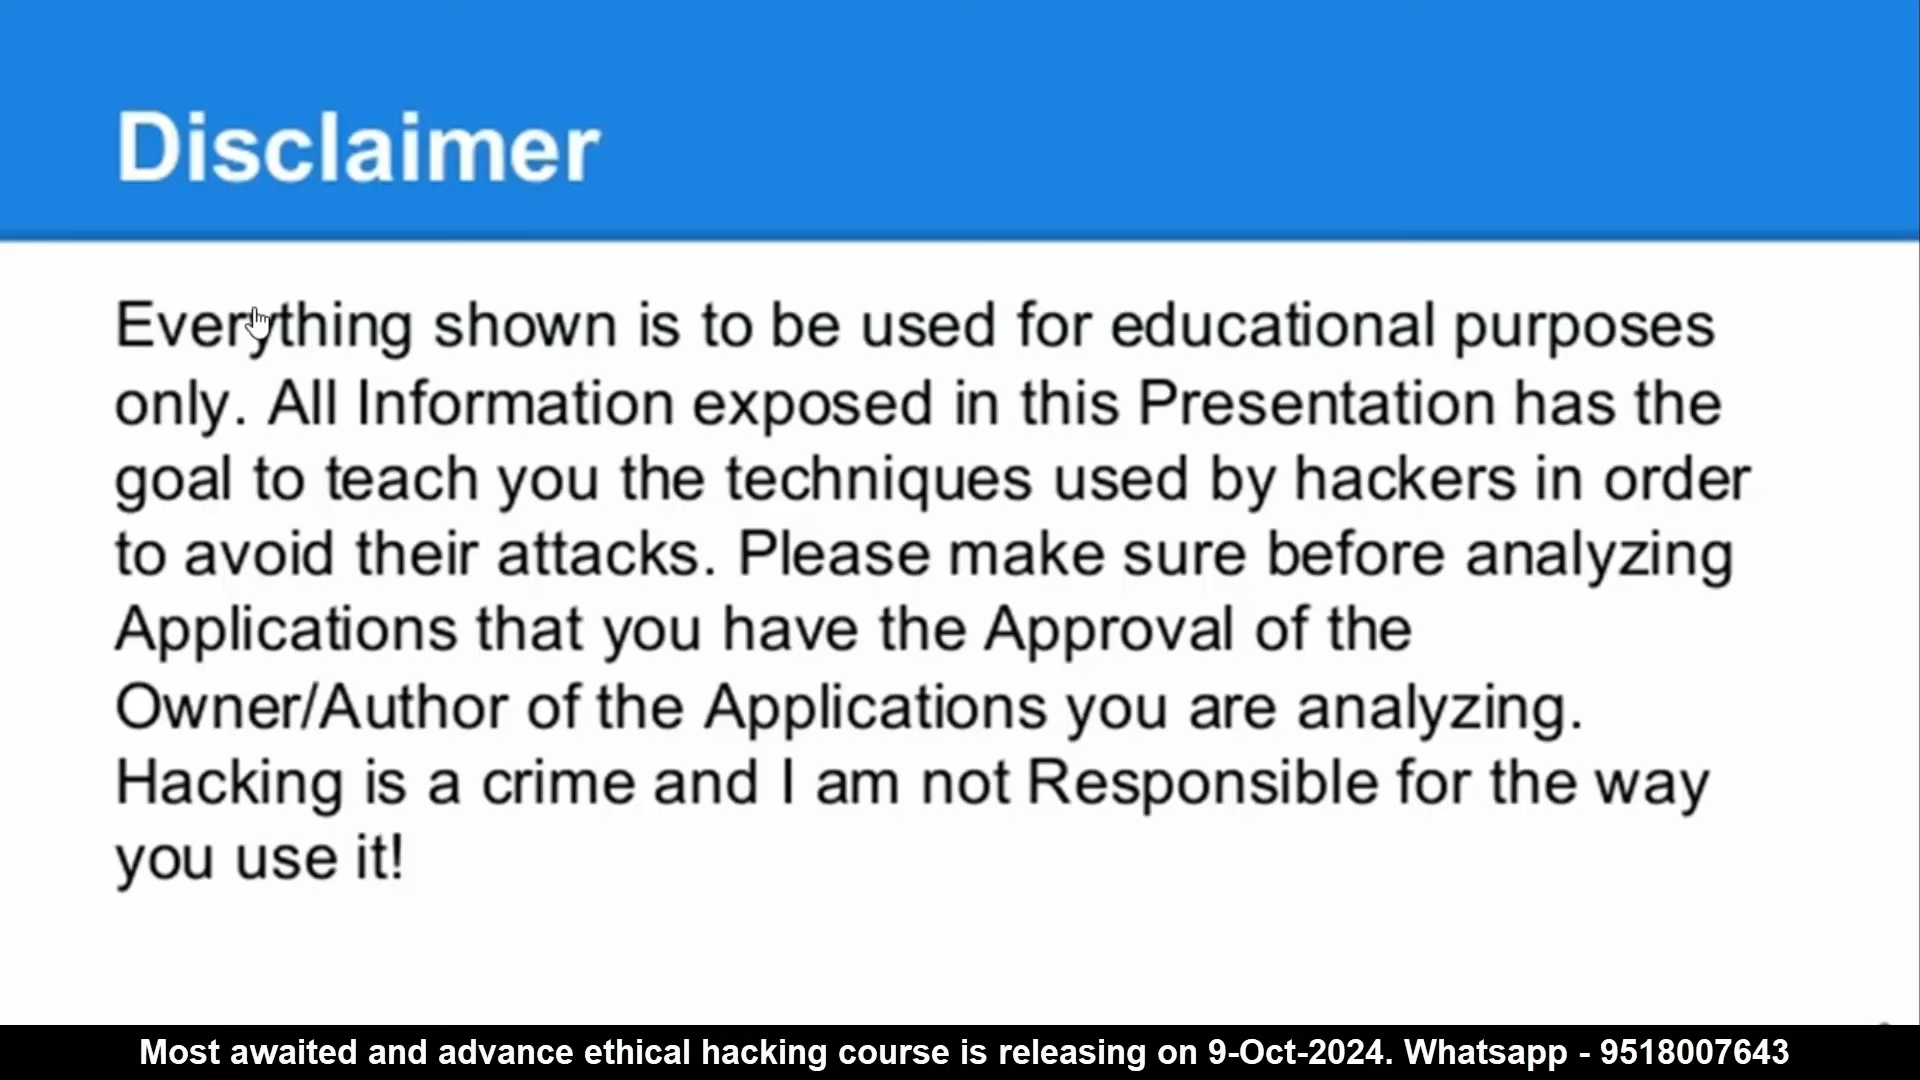 Disclaimer
Everything shown is to be used for educational purposes
only. All Information exposed in this Presentation has the
goal to teach you the techniques used by hackers in order
to avoid their attacks. Please make sure before analyzing
Applications that you have the Approval of the
Owner/Author of the Applications you are analyzing.
Hacking is a crime and I am not Responsible for the way
you use it!
Most awaited and advance ethical hacking course is releasing on 9-Oct-2024. Whatsapp - 9518007643